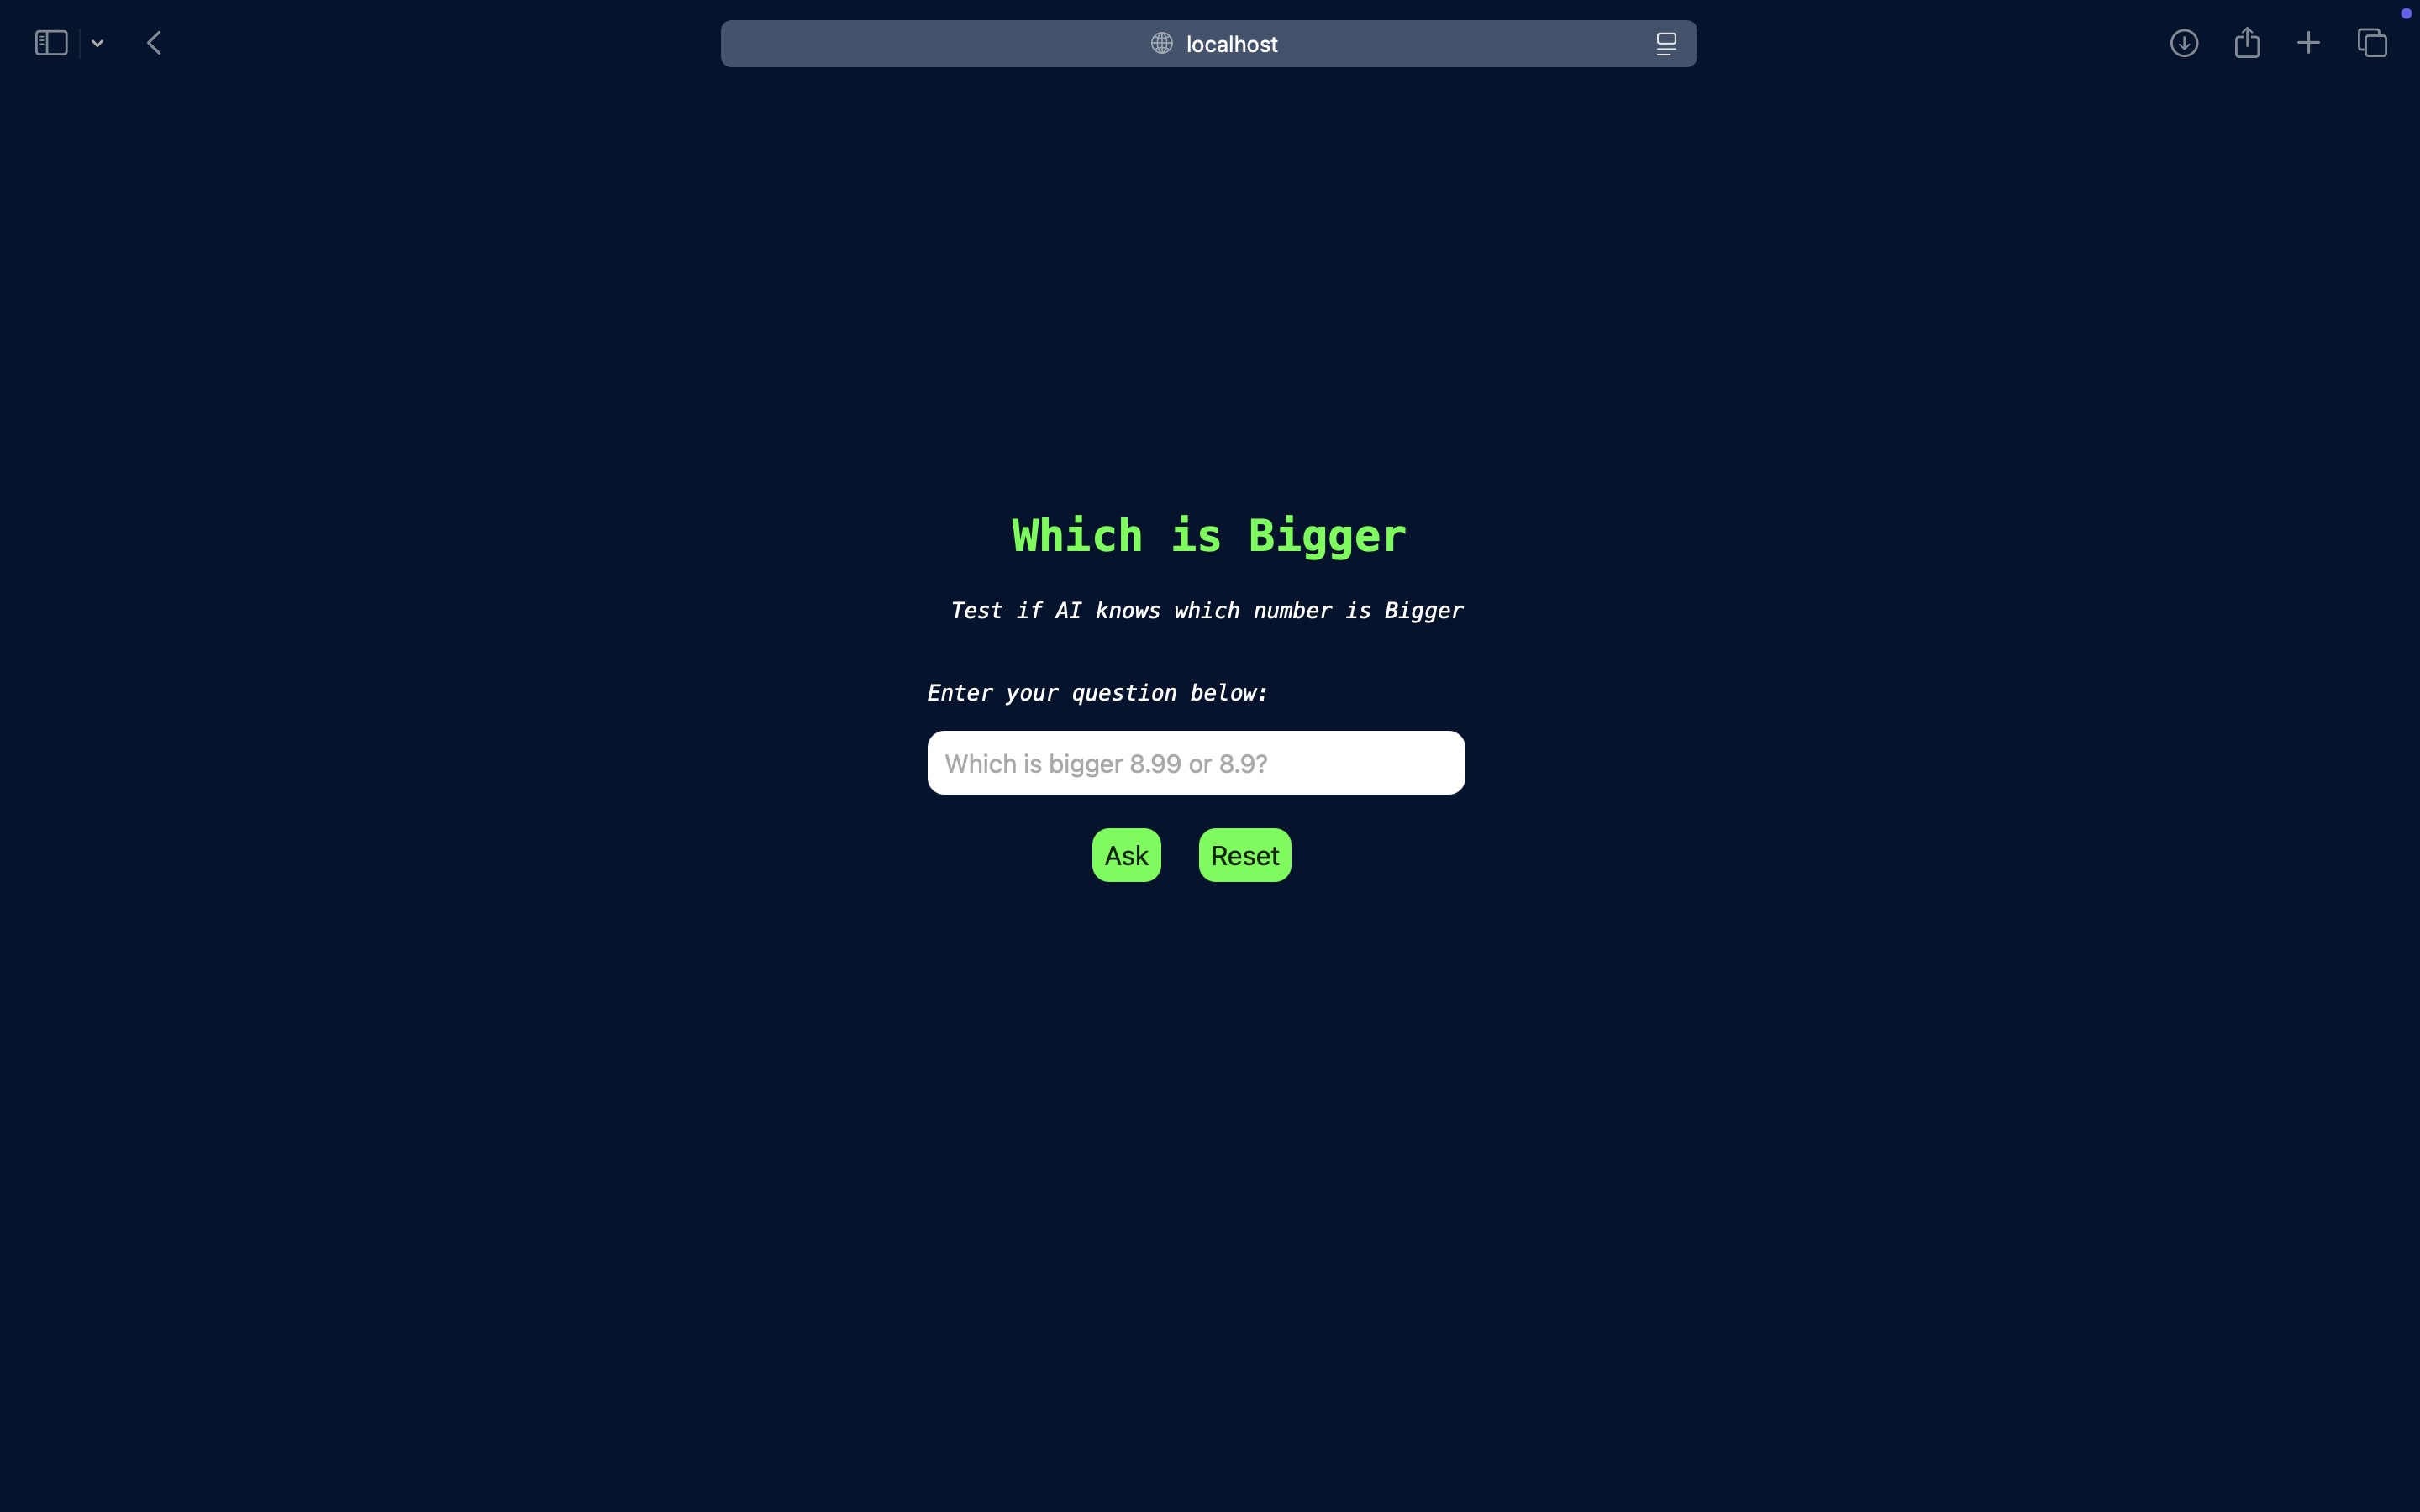 localhost
Which is Bigger
Test if AI knows which number is Bigger
Enter your question below:
Which is bigger 8.99 or 8.9?
Ask Reset